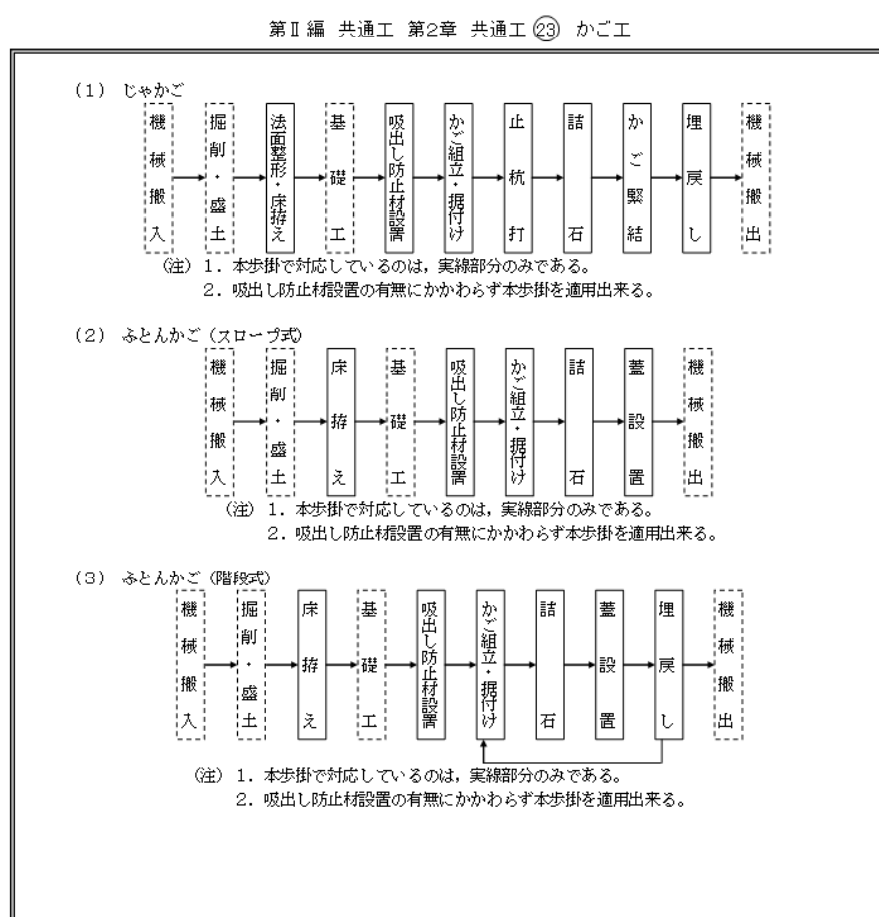 第Ⅱ編 共通工 第2章 共通工 ㉓ かご工
(1) じゃかご
機械搬入
掘削・盛土
法面整形・床拵え
基礎工
吸出し防止材設置
かご組立・据付け
止杭打
詰石
かご緊結
埋戻し
機械搬出
(注) 1. 本歩掛で対応しているのは,実線部分のみである。
2. 吸出し防止材設置の有無にかかわらず本歩掛を適用出来る。
(2) ふとんかご(スロープ式)
機械搬入
掘削・盛土
床拵え
基礎工
吸出し防止材設置
かご組立・据付け
詰石
蓋設置
機械搬出
(注) 1. 本歩掛で対応しているのは,実線部分のみである。
2. 吸出し防止材設置の有無にかかわらず本歩掛を適用出来る。
(3) ふとんかご(階段式)
機械搬入
掘削・盛土
床拵え
基礎工
吸出し防止材設置
かご組立・据付け
詰石
蓋設置
埋戻し
機械搬出
(注) 1. 本歩掛で対応しているのは,実線部分のみである。
2. 吸出し防止材設置の有無にかかわらず本歩掛を適用出来る。